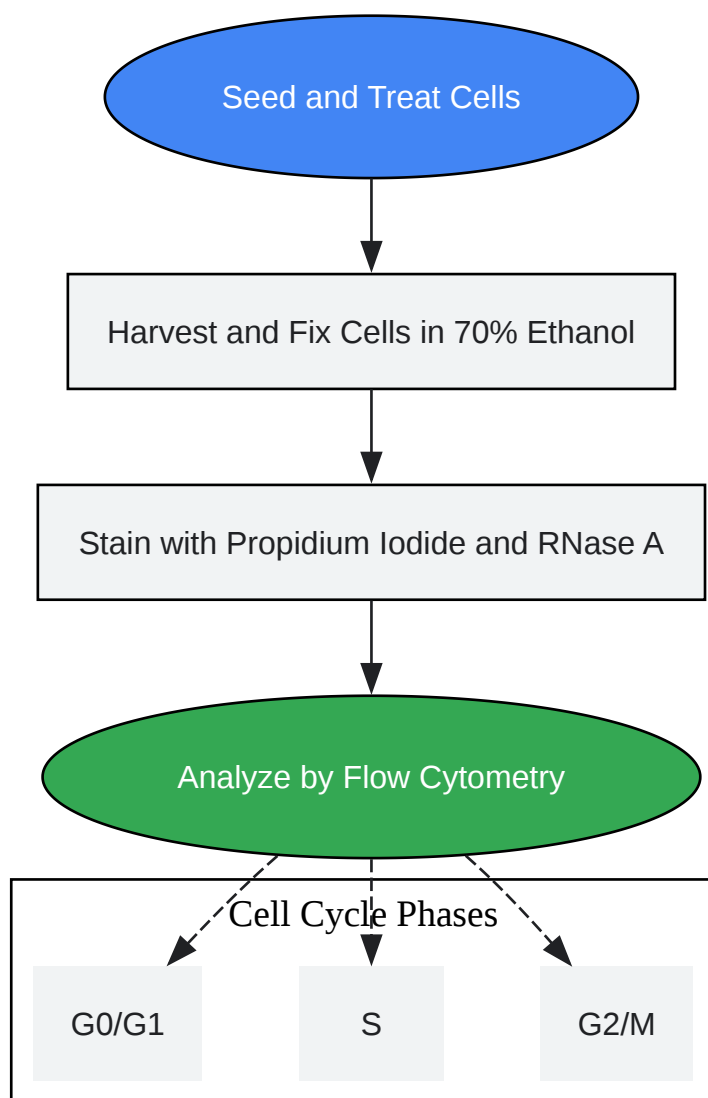 Seed and Treat Cells
Harvest and Fix Cells in 70% Ethanol
Stain with Propidium Iodide and RNase A
Analyze by Flow Cytometry
Cell Cycle Phases
G0/G1
S
G2/M